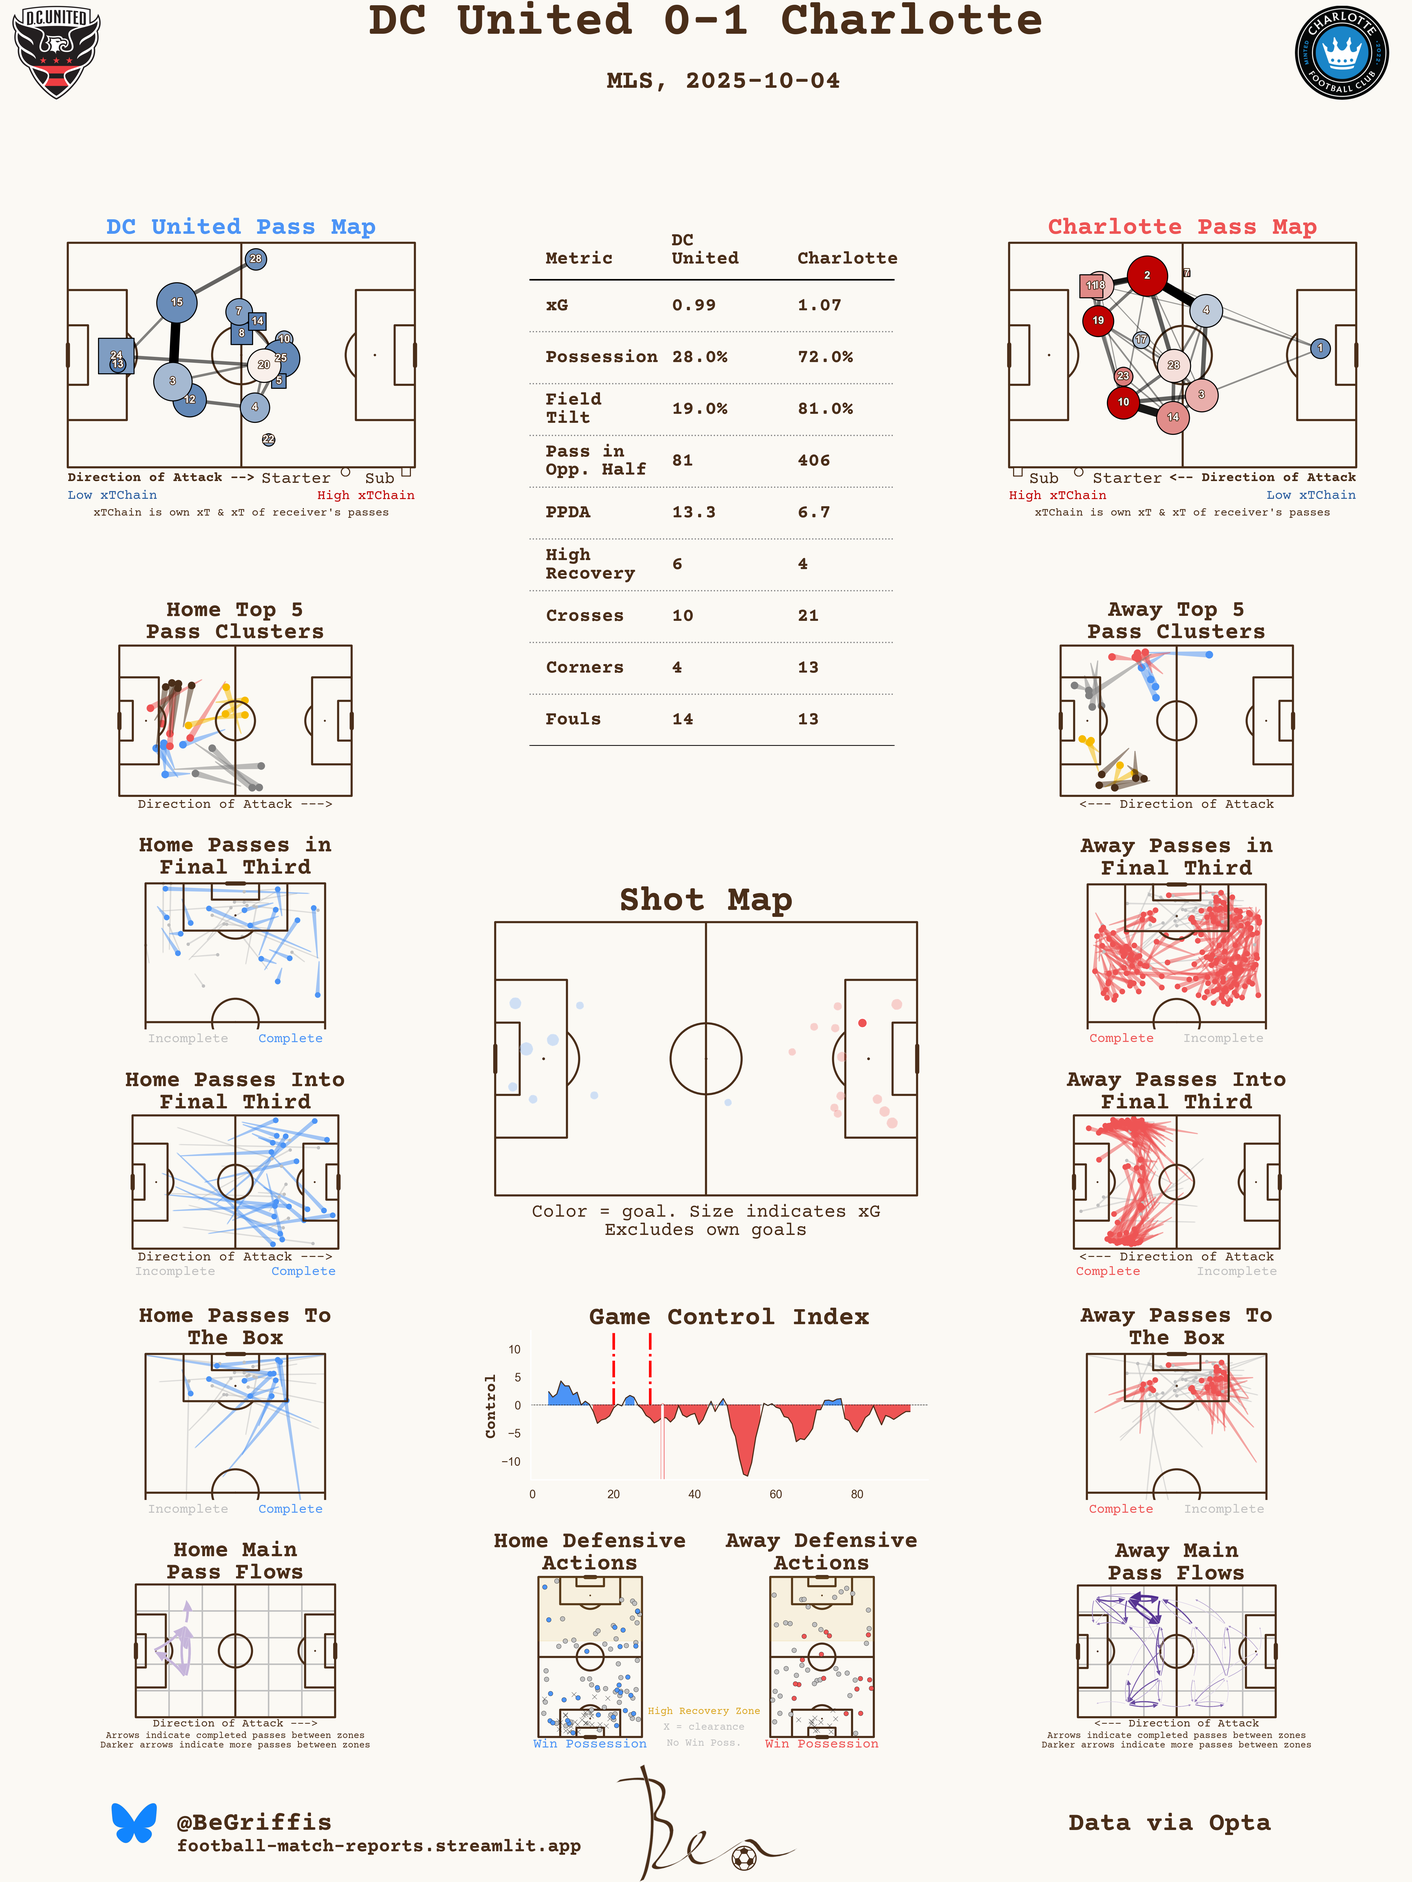 DC United 0-1 Charlotte
MLS, 2025-10-04
D.C.UNITED
CHARLOTTE
MINTED
2022
FOOTBALL CLUB
DC United Pass Map
28
15
7
14
8
10
24
13
25
20
5
3
12
4
22
Direction of Attack --> Starter Sub
Low xTChain High xTChain
xTChain is own xT & xT of receiver's passes
Metric DC United Charlotte
xG 0.99 1.07
Possession 28.0% 72.0%
Field Tilt 19.0% 81.0%
Pass in Opp. Half 81 406
PPDA 13.3 6.7
High Recovery 6 4
Crosses 10 21
Corners 4 13
Fouls 14 13
Charlotte Pass Map
2
7
11
18
4
19
17
1
28
23
3
10
14
Sub Starter <-- Direction of Attack
High xTChain Low xTChain
xTChain is own xT & xT of receiver's passes
Home Top 5
Pass Clusters
Direction of Attack --->
Away Top 5
Pass Clusters
<--- Direction of Attack
Home Passes in
Final Third
Incomplete Complete
Away Passes in
Final Third
Complete Incomplete
Shot Map
Color = goal. Size indicates xG
Excludes own goals
Home Passes Into
Final Third
Direction of Attack --->
Incomplete Complete
Away Passes Into
Final Third
<--- Direction of Attack
Complete Incomplete
Home Passes To
The Box
Incomplete Complete
Game Control Index
Control
10
5
0
−5
−10
0 20 40 60 80
Away Passes To
The Box
Complete Incomplete
Home Main
Pass Flows
Direction of Attack --->
Arrows indicate completed passes between zones
Darker arrows indicate more passes between zones
Home Defensive
Actions
Win Possession
Away Defensive
Actions
Win Possession
High Recovery Zone
X = clearance
No Win Poss.
Away Main
Pass Flows
<--- Direction of Attack
Arrows indicate completed passes between zones
Darker arrows indicate more passes between zones
@BeGriffis
football-match-reports.streamlit.app
Ben
Data via Opta